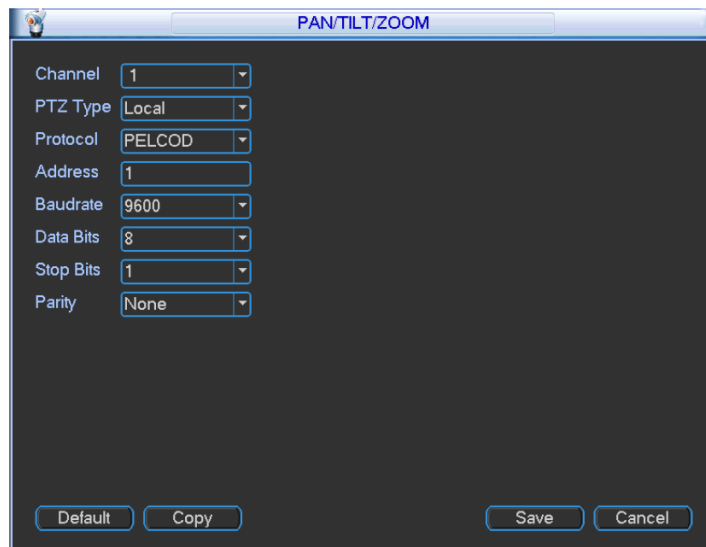 PAN/TILT/ZOOM
Channel 1
PTZ Type Local
Protocol PELCOD
Address 1
Baudrate 9600
Data Bits 8
Stop Bits 1
Parity None
Default Copy Save Cancel